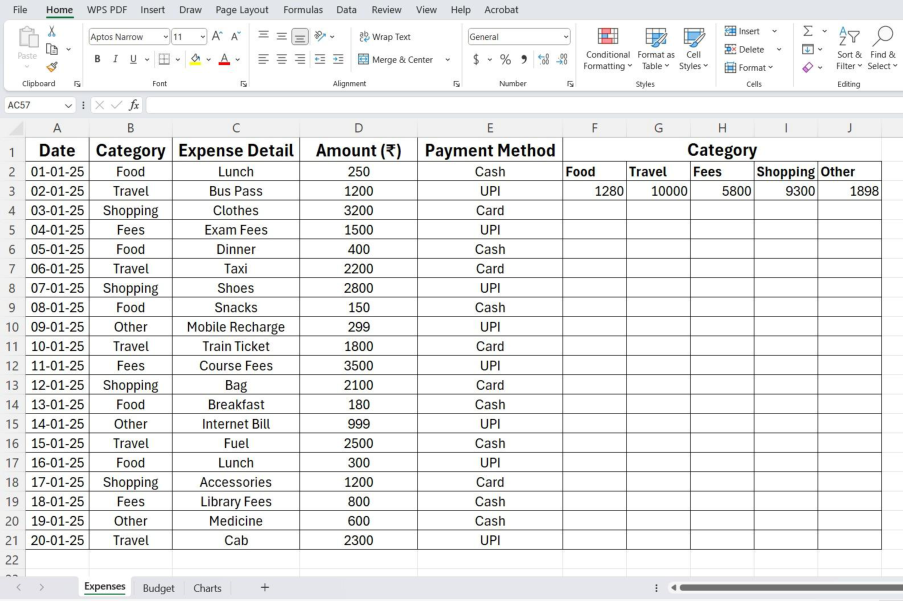 File Home WPS PDF Insert Draw Page Layout Formulas Data Review View Help Acrobat
Paste
Aptos Narrow 11 A^ Aˇ
B I U A
Wrap Text
Merge & Center
General
$ % 9
Conditional Formatting
Format as Table
Cell Styles
Insert
Delete
Format
Sort & Filter
Find & Select
Clipboard Font Alignment Number Styles Cells Editing
AC57 fx
A B C D E F G H I J
1 Date Category Expense Detail Amount (₹) Payment Method Category
2 01-01-25 Food Lunch 250 Cash Food Travel Fees Shopping Other
3 02-01-25 Travel Bus Pass 1200 UPI 1280 10000 5800 9300 1898
4 03-01-25 Shopping Clothes 3200 Card
5 04-01-25 Fees Exam Fees 1500 UPI
6 05-01-25 Food Dinner 400 Cash
7 06-01-25 Travel Taxi 2200 Card
8 07-01-25 Shopping Shoes 2800 UPI
9 08-01-25 Food Snacks 150 Cash
10 09-01-25 Other Mobile Recharge 299 UPI
11 10-01-25 Travel Train Ticket 1800 Card
12 11-01-25 Fees Course Fees 3500 UPI
13 12-01-25 Shopping Bag 2100 Card
14 13-01-25 Food Breakfast 180 Cash
15 14-01-25 Other Internet Bill 999 UPI
16 15-01-25 Travel Fuel 2500 Cash
17 16-01-25 Food Lunch 300 UPI
18 17-01-25 Shopping Accessories 1200 Card
19 18-01-25 Fees Library Fees 800 Cash
20 19-01-25 Other Medicine 600 Cash
21 20-01-25 Travel Cab 2300 UPI
22
Expenses Budget Charts +